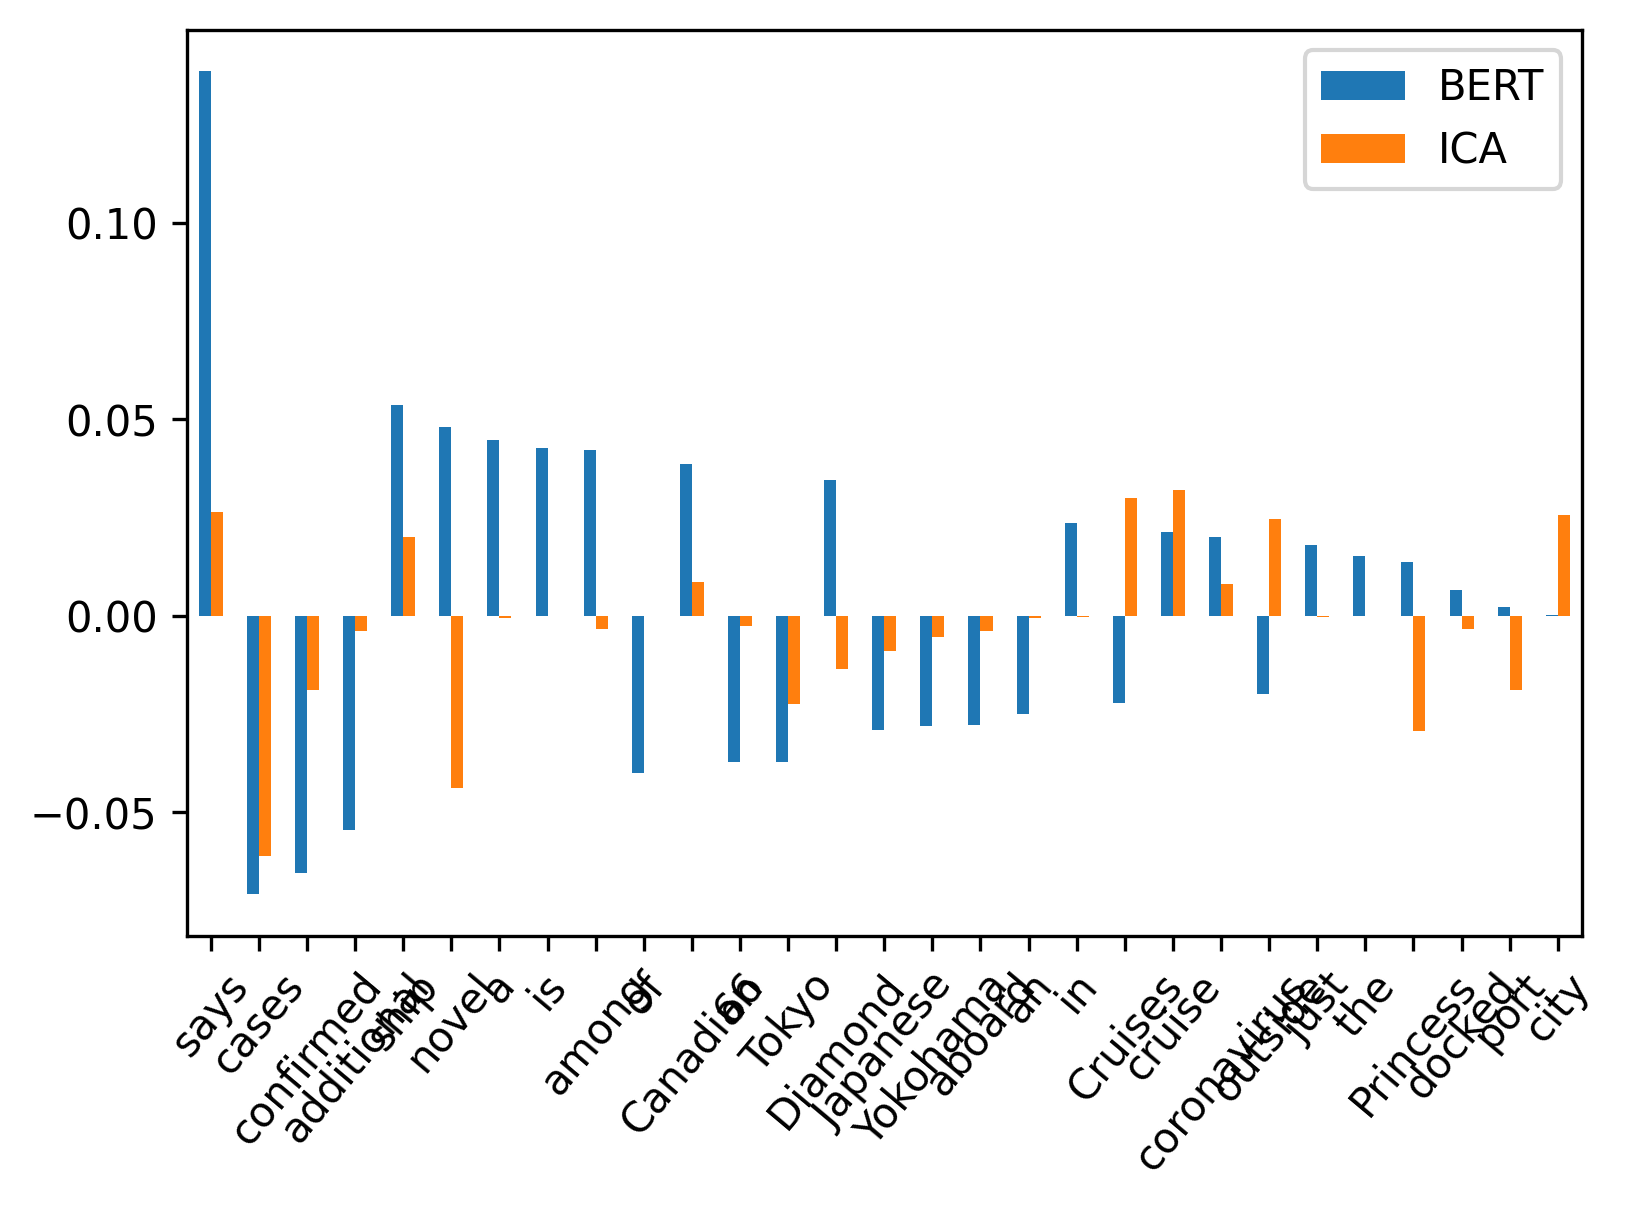 BERT
ICA
0.10
0.05
0.00
−0.05
says
cases
confirmed
additional
ship
novel
a
is
among
of
Canadian
66
Tokyo
Diamond
Japanese
Yokohama
aboard
an
in
Cruises
cruise
coronavirus
outside
just
the
Princess
docked
port
city